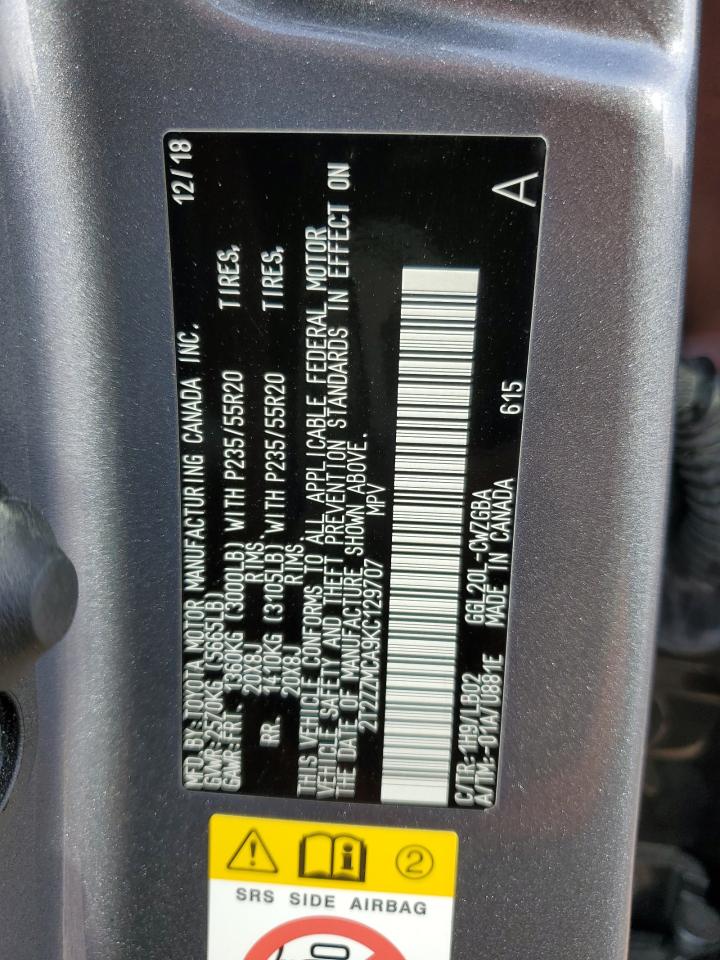 MFD. BY: TOYOTA MOTOR MANUFACTURING CANADA INC. 12/18
GVWR: 2570KG (5665LB)
GAWR: FRT. 1360KG (3000LB) WITH P235/55R20 TIRES,
20X8J RIMS.
RR. 1410KG (3105LB) WITH P235/55R20 TIRES,
20X8J RIMS.
THIS VEHICLE CONFORMS TO ALL APPLICABLE FEDERAL MOTOR
VEHICLE SAFETY AND THEFT PREVENTION STANDARDS IN EFFECT ON
THE DATE OF MANUFACTURE SHOWN ABOVE.
2T2ZZMCA9KC129707 MPV
C/TR: 1H9/LB02 GGL20L-CWZGBA 615
A/TM: -01A/U881E MADE IN CANADA
A
2
SRS SIDE AIRBAG